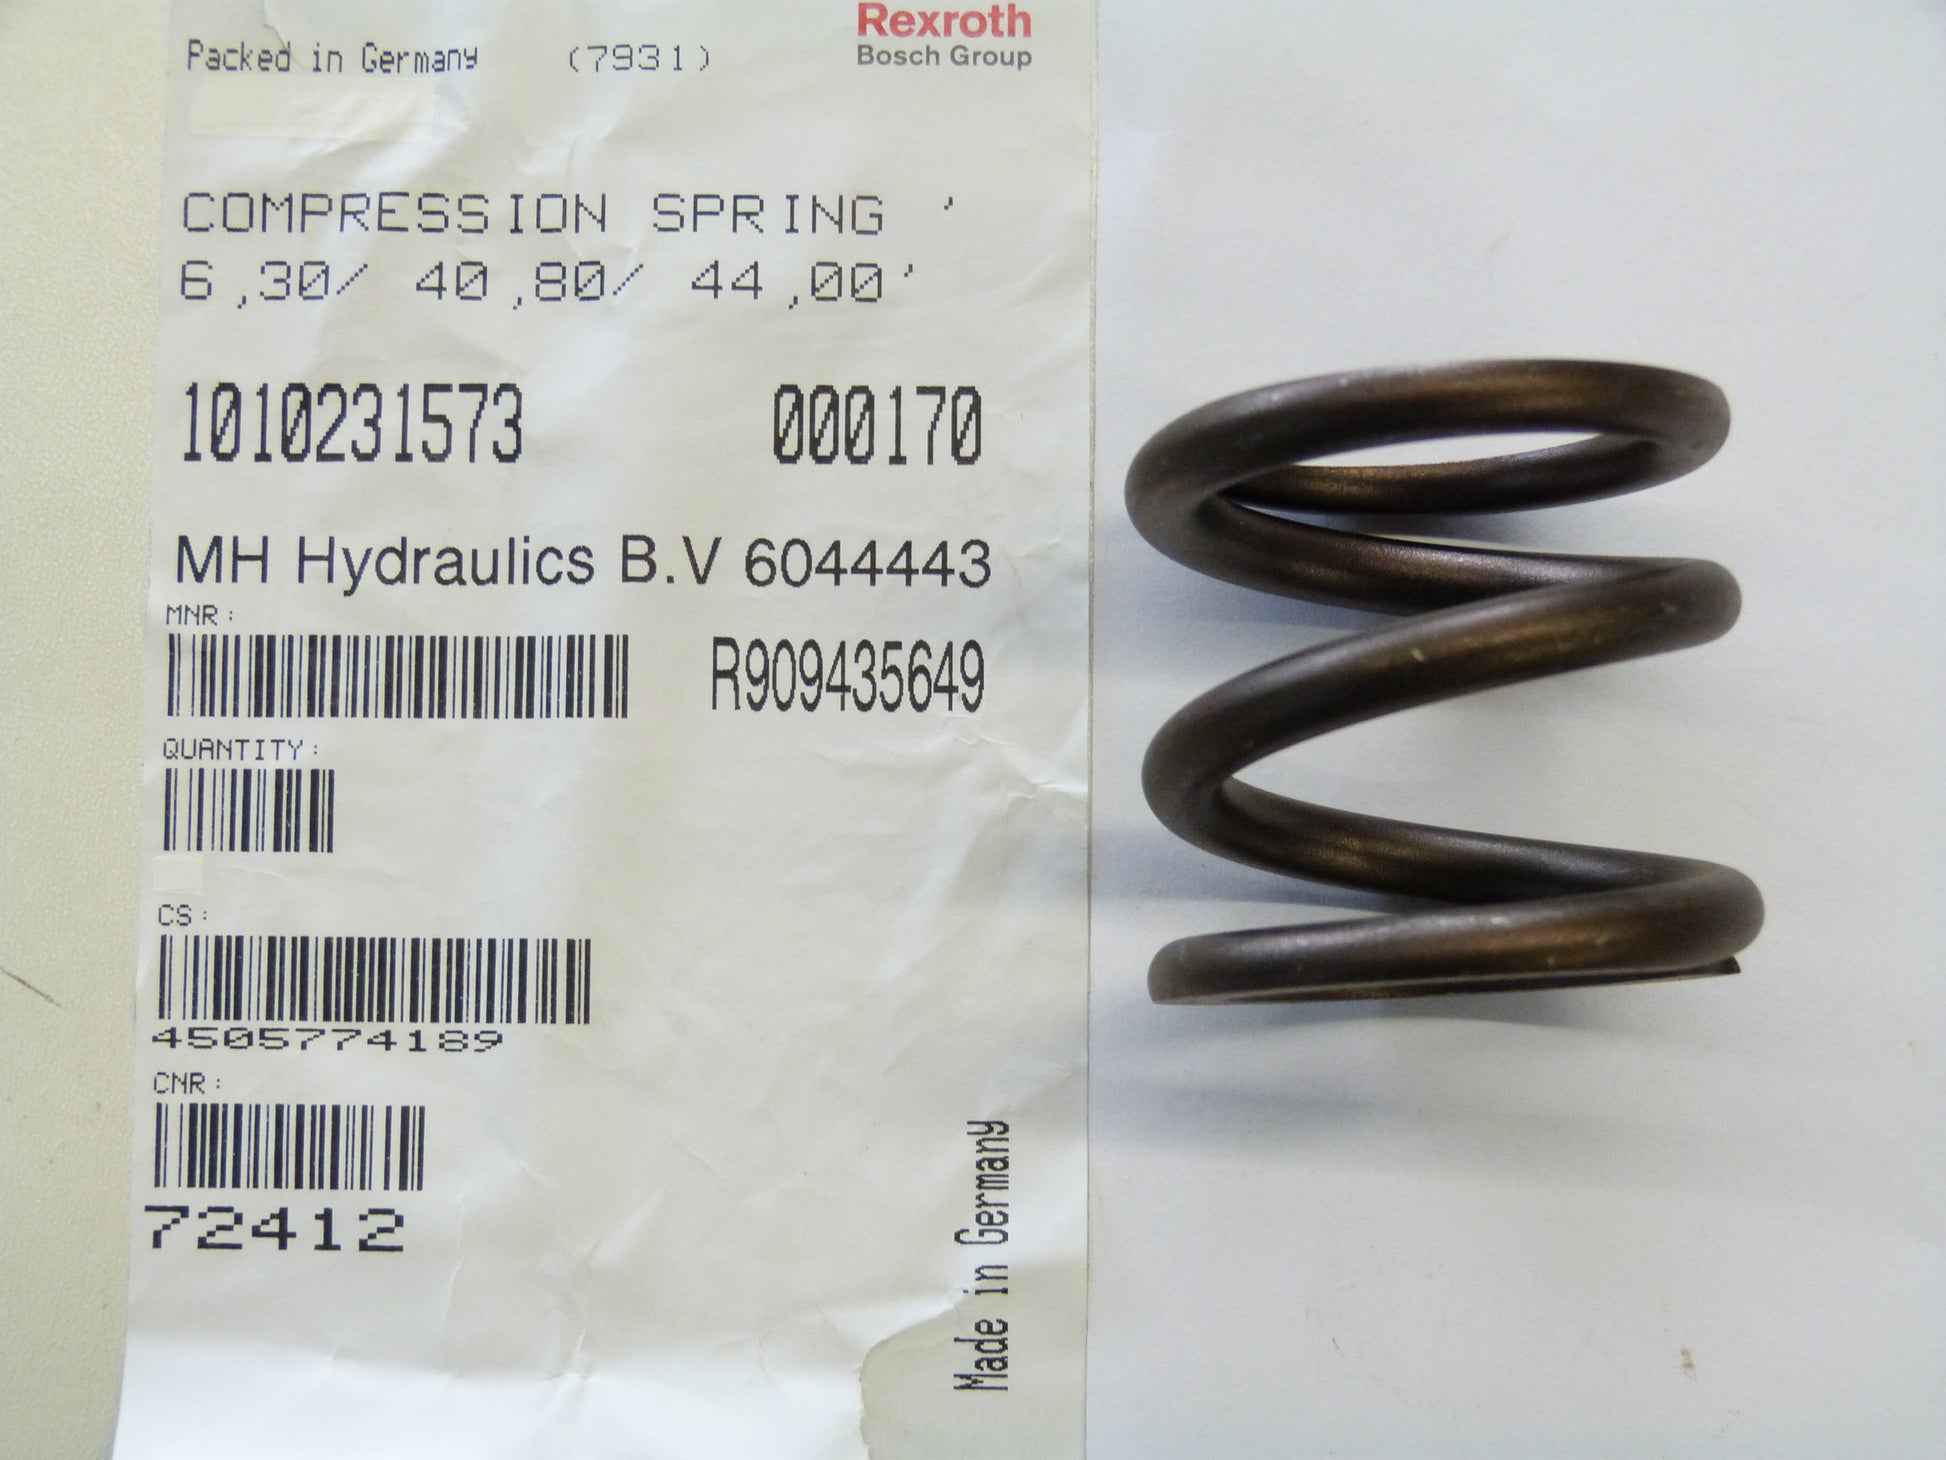 Rexroth
Packed in Germany (7931) Bosch Group
COMPRESSION SPRING '
6,30/ 40,80/ 44,00'
1010231573 000170
MH Hydraulics B.V 6044443
MNR:
R909435649
QUANTITY:
CS:
4505774189
CNR:
72412
Made in Germany